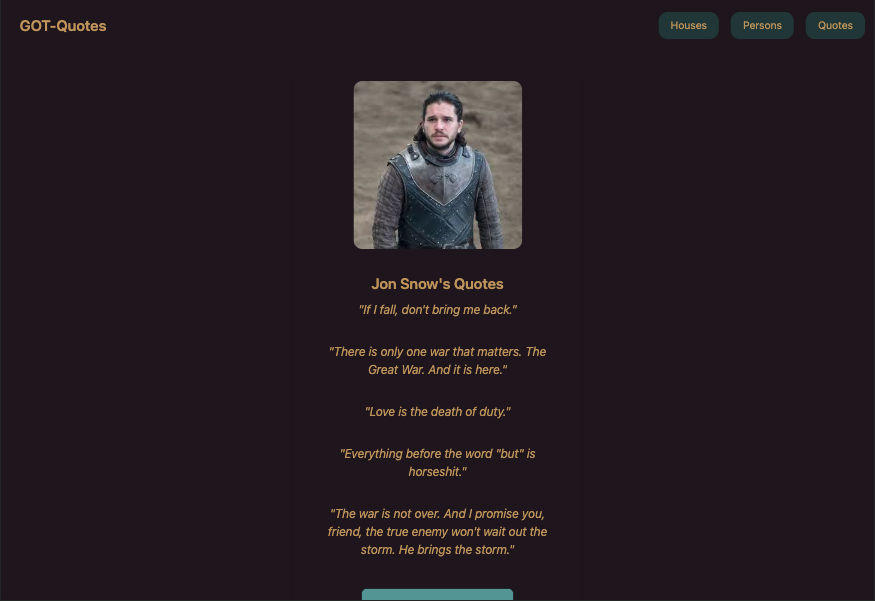 GOT-Quotes
Houses
Persons
Quotes
Jon Snow's Quotes
"If I fall, don't bring me back."
"There is only one war that matters. The
Great War. And it is here."
"Love is the death of duty."
"Everything before the word "but" is
horseshit."
"The war is not over. And I promise you,
friend, the true enemy won't wait out the
storm. He brings the storm."